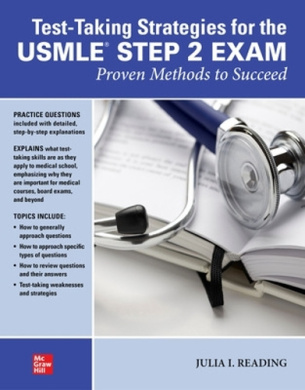 Test-Taking Strategies for the
USMLE® STEP 2 EXAM
Proven Methods to Succeed
PRACTICE QUESTIONS
included with detailed,
step-by-step explanations
EXPLAINS what test-
taking skills are as they
apply to medical school,
emphasizing why they
are important for medical
courses, board exams,
and beyond
TOPICS INCLUDE:
• How to generally
approach questions
• How to approach specific
types of questions
• How to review questions
and their answers
• Test-taking weaknesses
and strategies
Mc
Graw
Hill
JULIA I. READING